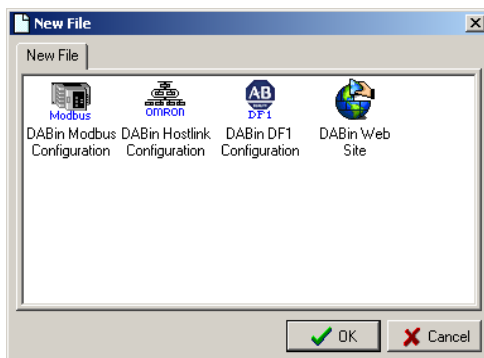 New File
New File
Modbus
OMRON
AB
DF1
DABin Modbus
Configuration
DABin Hostlink
Configuration
DABin DF1
Configuration
DABin Web
Site
OK
Cancel